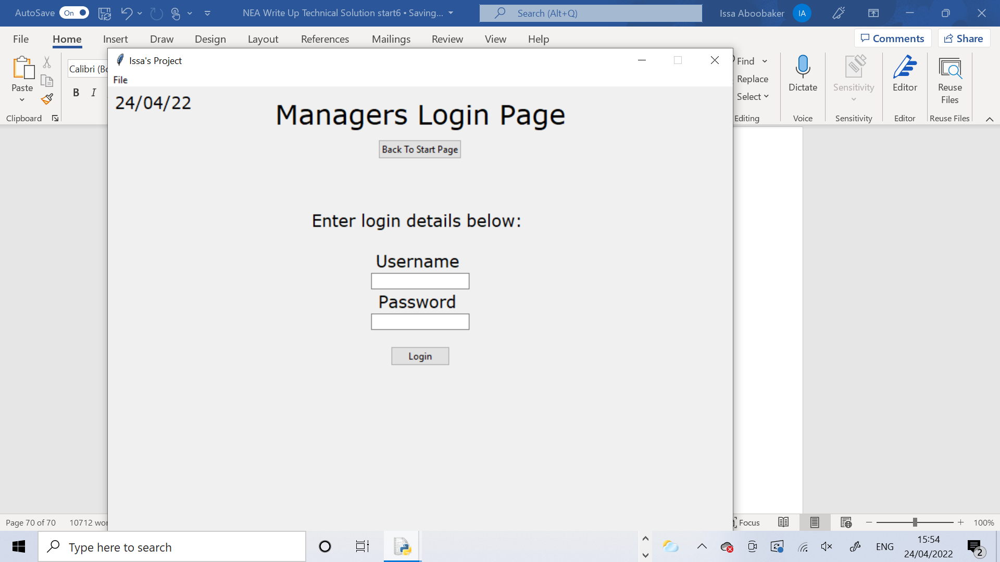 AutoSave On NEA Write Up Technical Solution start6 • Saving... Search (Alt+Q) Issa Aboobaker IA
File Home Insert Draw Design Layout References Mailings Review View Help Comments Share
Issa's Project
File
24/04/22
Managers Login Page
Back To Start Page
Enter login details below:
Username
Password
Login
Calibri (Bo
B I
Paste
Clipboard
Find
Replace
Select
Editing
Dictate
Voice
Sensitivity
Sensitivity
Editor
Editor
Reuse
Files
Reuse Files
Page 70 of 70 10712 wor Focus 100%
Type here to search ENG 15:54
24/04/2022
2